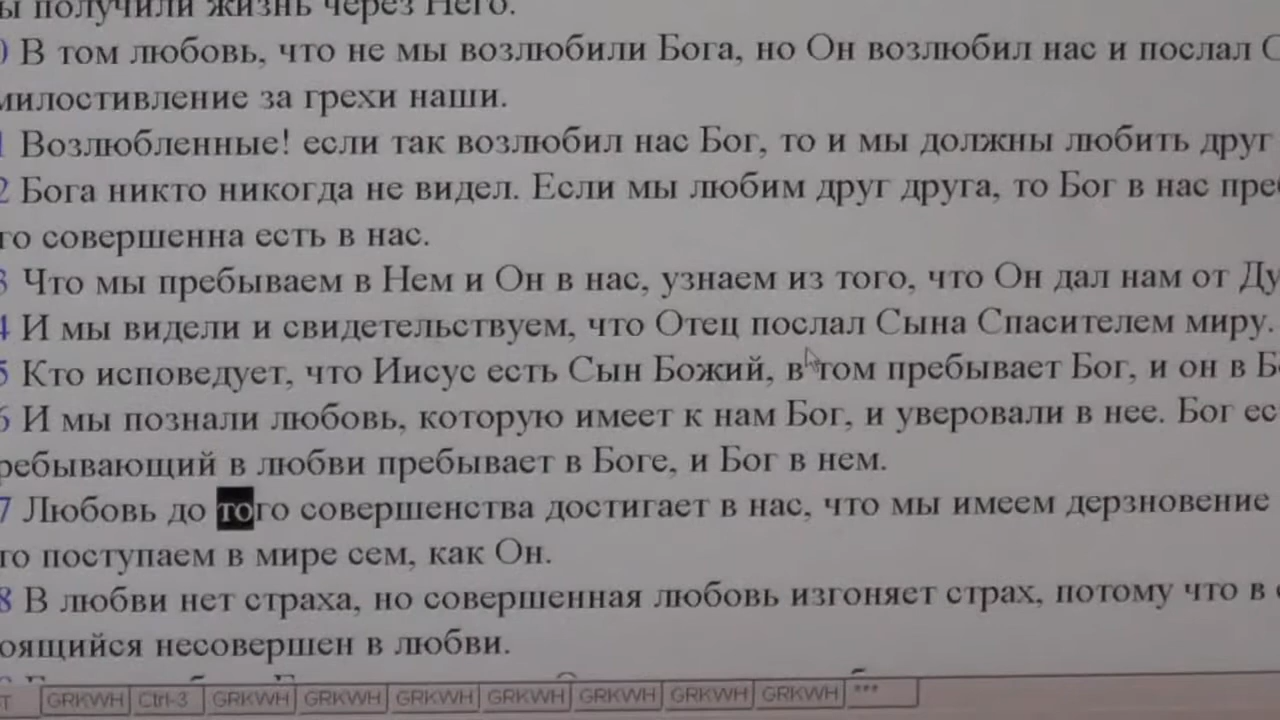 ы получили жизнь через Него.
0 В том любовь, что не мы возлюбили Бога, но Он возлюбил нас и послал С
милостивление за грехи наши.
1 Возлюбленные! если так возлюбил нас Бог, то и мы должны любить друг
2 Бога никто никогда не видел. Если мы любим друг друга, то Бог в нас преб
го совершенна есть в нас.
3 Что мы пребываем в Нем и Он в нас, узнаем из того, что Он дал нам от Ду
4 И мы видели и свидетельствуем, что Отец послал Сына Спасителем миру.
5 Кто исповедует, что Иисус есть Сын Божий, в том пребывает Бог, и он в Б
6 И мы познали любовь, которую имеет к нам Бог, и уверовали в нее. Бог ес
ребывающий в любви пребывает в Боге, и Бог в нем.
7 Любовь до того совершенства достигает в нас, что мы имеем дерзновение
то поступаем в мире сем, как Он.
8 В любви нет страха, но совершенная любовь изгоняет страх, потому что в
оящийся несовершен в любви.
GRKWH Ctrl-3 GRKWH GRKWH GRKWH GRKWH GRKWH GRKWH GRKWH ***